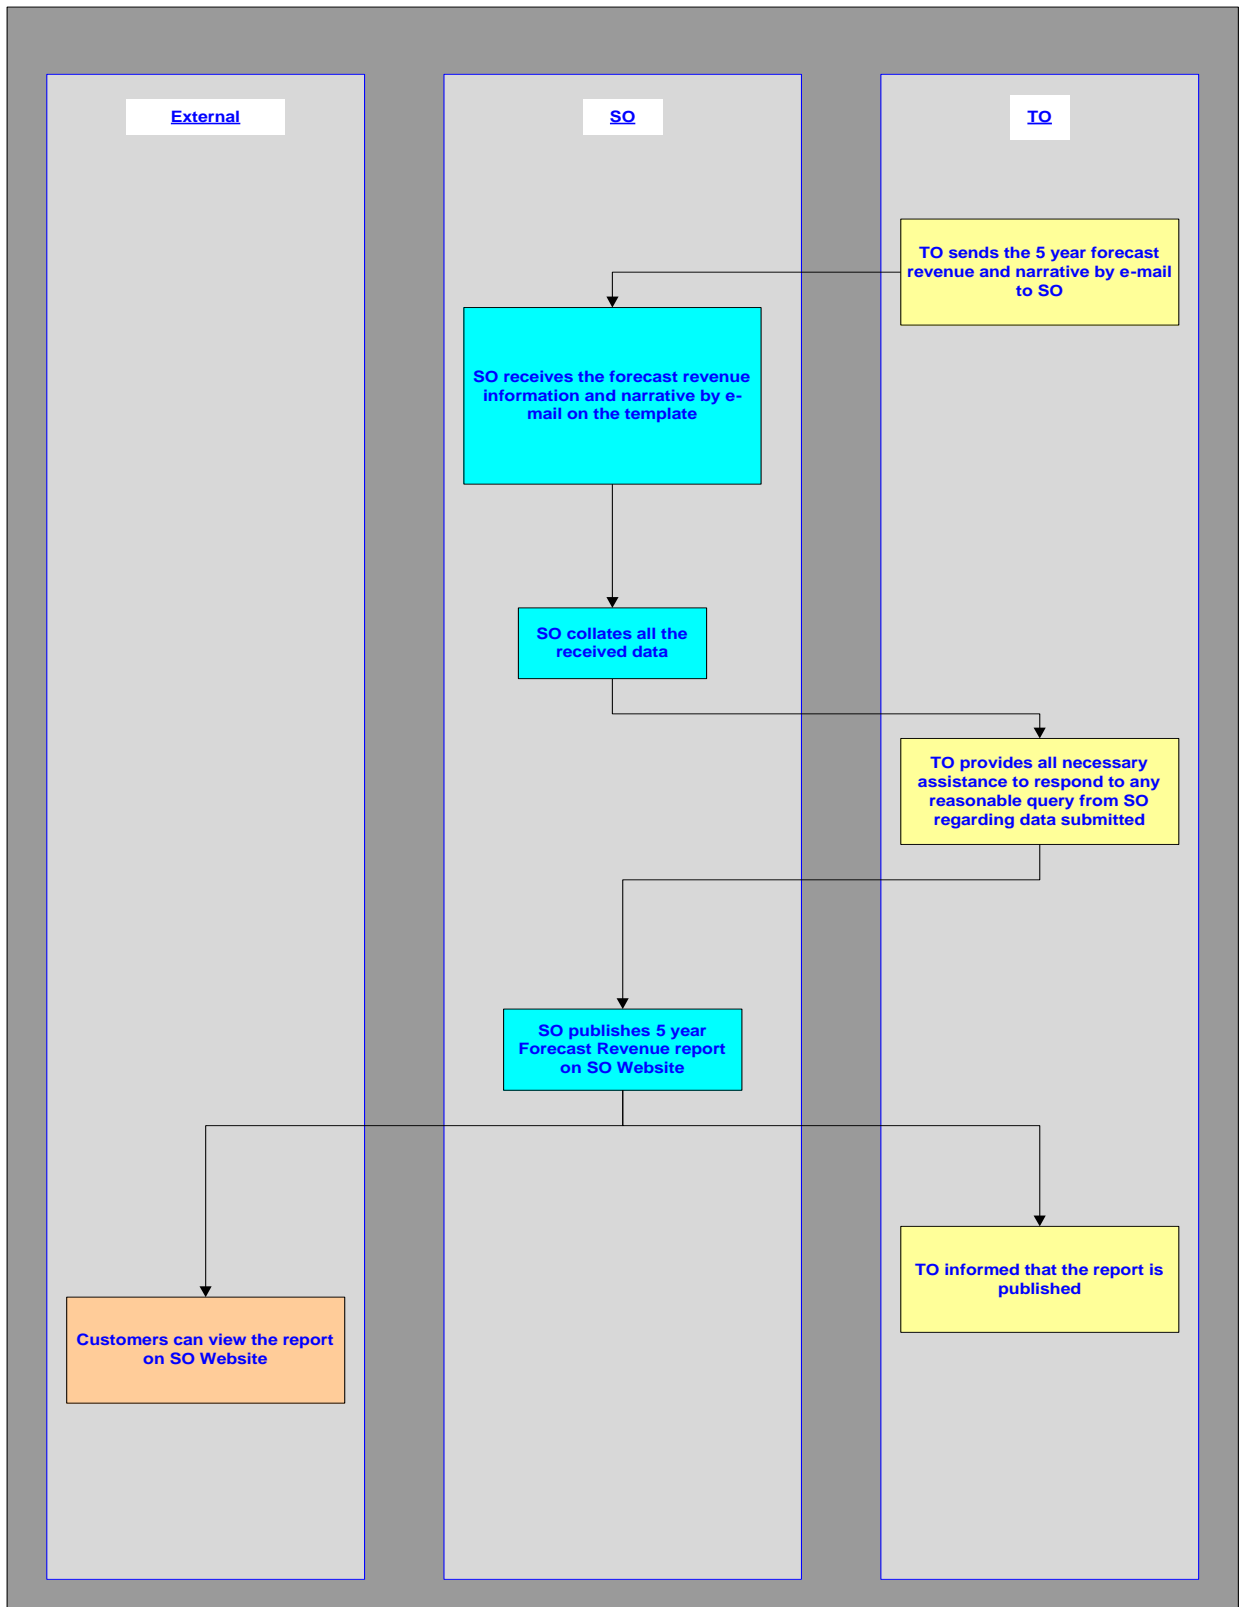 External
SO
TO
TO sends the 5 year forecast
revenue and narrative by e-mail
to SO
SO receives the forecast revenue
information and narrative by e-
mail on the template
SO collates all the
received data
TO provides all necessary
assistance to respond to any
reasonable query from SO
regarding data submitted
SO publishes 5 year
Forecast Revenue report
on SO Website
TO informed that the report is
published
Customers can view the report
on SO Website